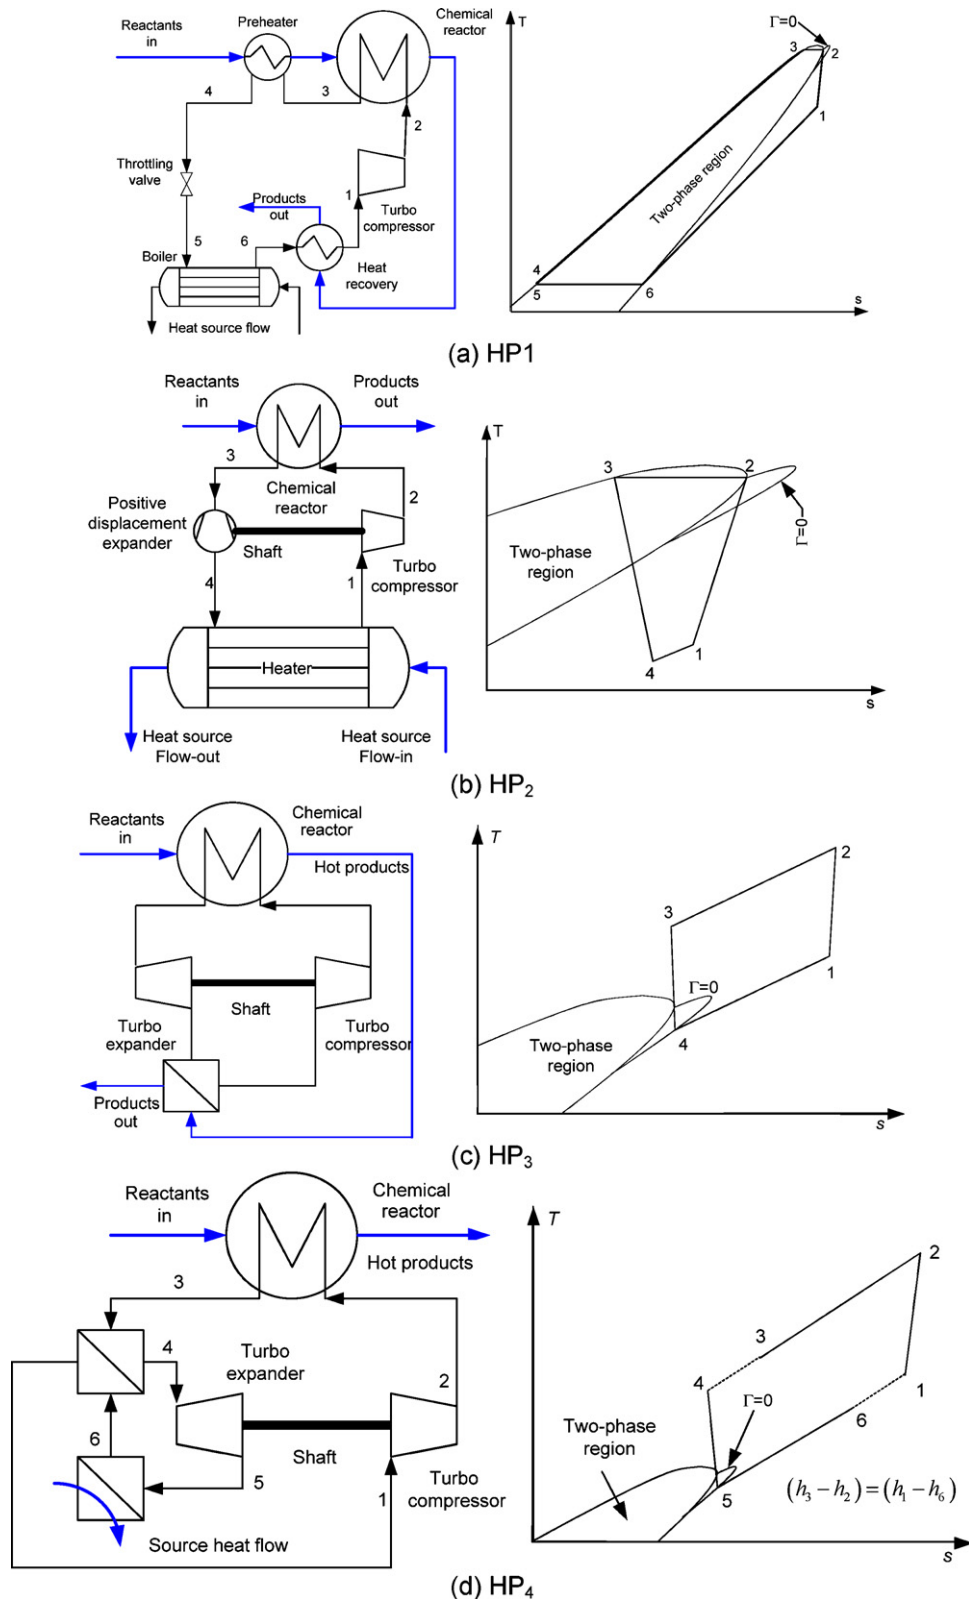 Reactants
in
Preheater
Chemical
reactor
4
3
2
Throttling
valve
Products
out
1
Turbo
compressor
5
6
Boiler
Heat
recovery
Heat source flow
T
Γ=0
3
2
1
Two-phase region
4
5
6
s
(a) HP1
Reactants
in
Products
out
3
2
Chemical
reactor
Positive
displacement
expander
Shaft
4
1
Turbo
compressor
Heater
Heat source
Flow-out
Heat source
Flow-in
T
3
2
Γ=0
Two-phase
region
1
4
s
(b) HP2
Reactants
in
Chemical
reactor
Hot products
Shaft
Turbo
expander
Turbo
compressor
Products
out
T
2
3
1
Γ=0
Two-phase
region
4
s
(c) HP3
Reactants
in
Chemical
reactor
Hot products
3
4
Turbo
expander
2
6
Shaft
5
1
Turbo
compressor
Source heat flow
T
2
3
4
1
Γ=0
6
Two-phase
region
5
(h3 − h2) = (h1 − h6)
s
(d) HP4